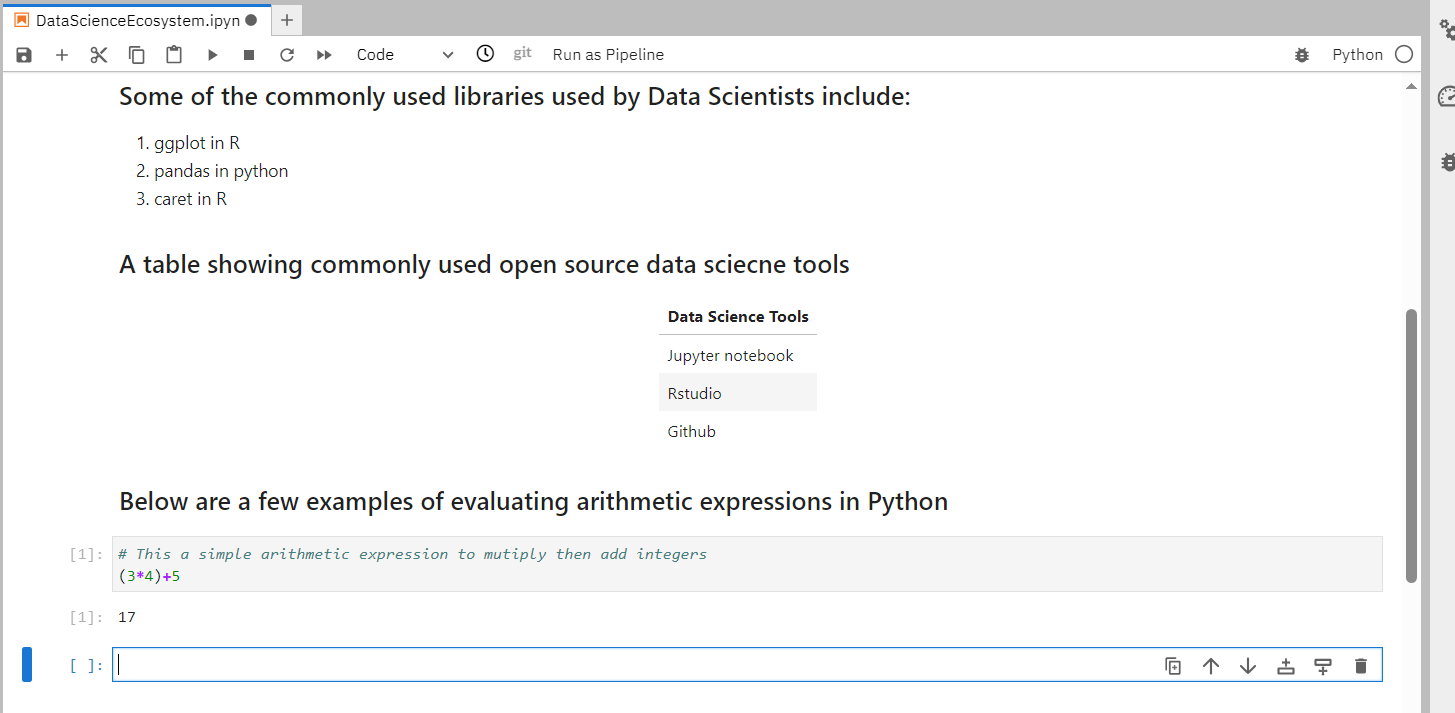 DataScienceEcosystem.ipyn
Code git Run as Pipeline Python
Some of the commonly used libraries used by Data Scientists include:
1. ggplot in R
2. pandas in python
3. caret in R
A table showing commonly used open source data sciecne tools
Data Science Tools
Jupyter notebook
Rstudio
Github
Below are a few examples of evaluating arithmetic expressions in Python
[1]: # This a simple arithmetic expression to mutiply then add integers
(3*4)+5
[1]: 17
[ ]: